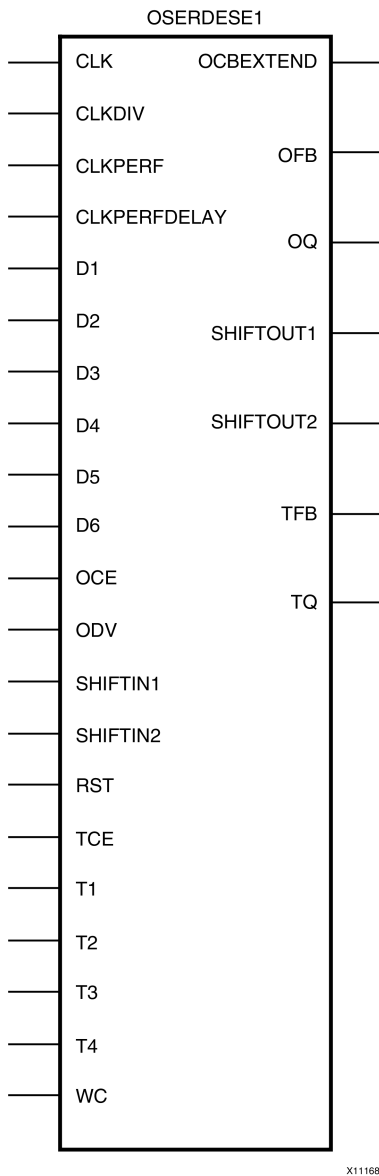 OSERDESE1
CLK
OCBEXTEND
CLKDIV
OFB
CLKPERF
CLKPERFDELAY
OQ
D1
D2
SHIFTOUT1
D3
D4
SHIFTOUT2
D5
D6
TFB
OCE
TQ
ODV
SHIFTIN1
SHIFTIN2
RST
TCE
T1
T2
T3
T4
WC
X11168